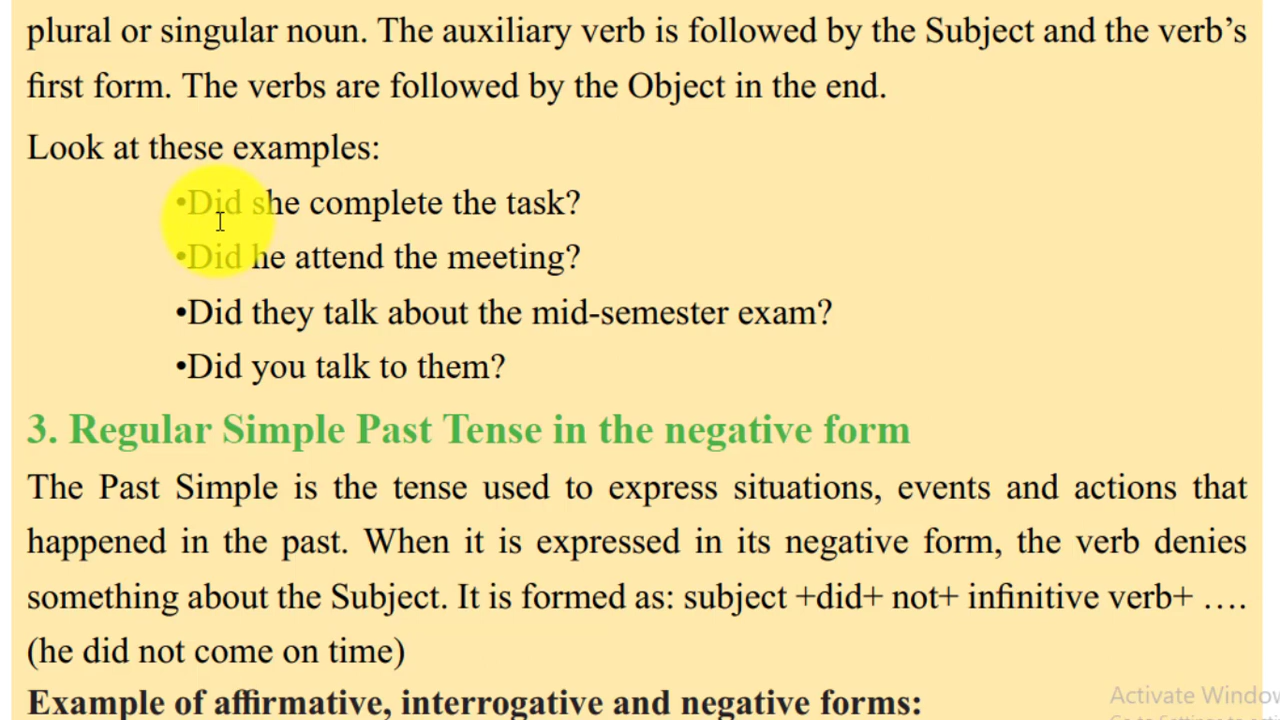 plural or singular noun. The auxiliary verb is followed by the Subject and the verb’s
first form. The verbs are followed by the Object in the end.
Look at these examples:
•Did she complete the task?
•Did he attend the meeting?
•Did they talk about the mid-semester exam?
•Did you talk to them?
3. Regular Simple Past Tense in the negative form
The Past Simple is the tense used to express situations, events and actions that
happened in the past. When it is expressed in its negative form, the verb denies
something about the Subject. It is formed as: subject +did+ not+ infinitive verb+ ….
(he did not come on time)
Example of affirmative, interrogative and negative forms:
Activate Window